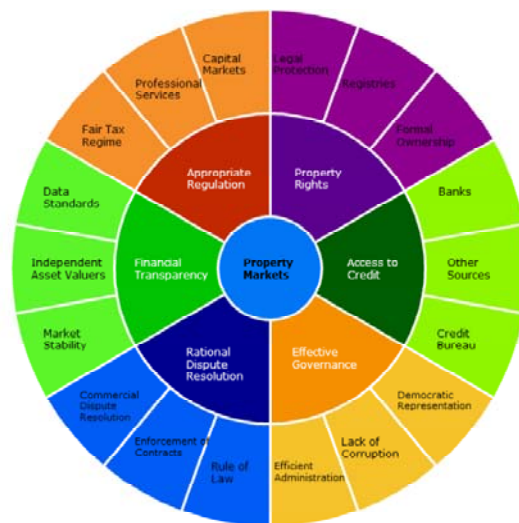 Capital
Markets
Legal
Protection
Professional
Services
Registries
Fair Tax
Regime
Formal
Ownership
Appropriate
Regulation
Property
Rights
Data
Standards
Banks
Independent
Asset Valuers
Financial
Transparency
Property
Markets
Access to
Credit
Other
Sources
Market
Stability
Credit
Bureau
Rational
Dispute
Resolution
Effective
Governance
Commercial
Dispute
Resolution
Democratic
Representation
Enforcement of
Contracts
Lack of
Corruption
Rule of
Law
Efficient
Administration